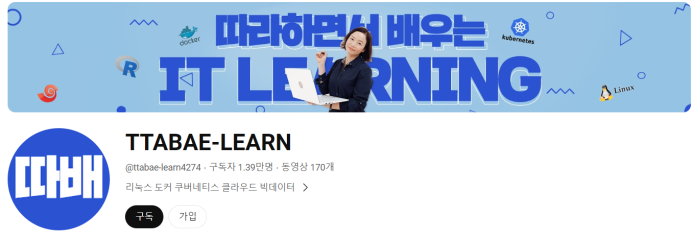 따라하면서 배우는
docker
kubernetes
R
IT LEARNING
Linux
따배
TTABAE-LEARN
@ttabae-learn4274 · 구독자 1.39만명 · 동영상 170개
리눅스 도커 쿠버네티스 클라우드 빅데이터 >
구독 가입